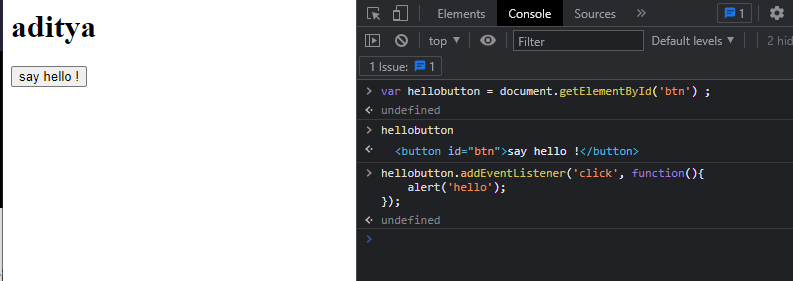 aditya
say hello !
Elements Console Sources » 1
top Filter Default levels 2 hid
1 Issue: 1
> var hellobutton = document.getElementById('btn') ;
undefined
> hellobutton
<button id="btn">say hello !</button>
> hellobutton.addEventListener('click', function(){
alert('hello');
});
undefined
>